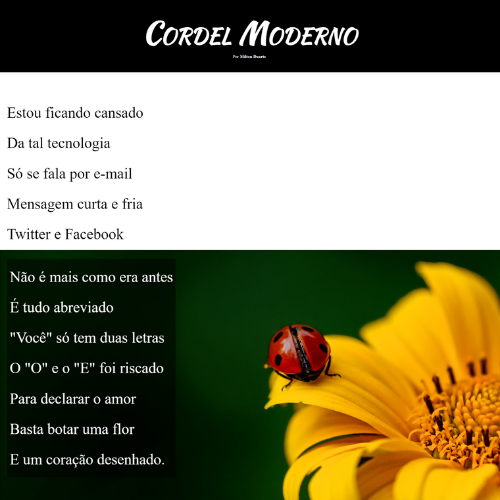 CORDEL MODERNO
Por Milton Duarte
Estou ficando cansado
Da tal tecnologia
Só se fala por e-mail
Mensagem curta e fria
Twitter e Facebook
Não é mais como era antes
É tudo abreviado
"Você" só tem duas letras
O "O" e o "E" foi riscado
Para declarar o amor
Basta botar uma flor
E um coração desenhado.